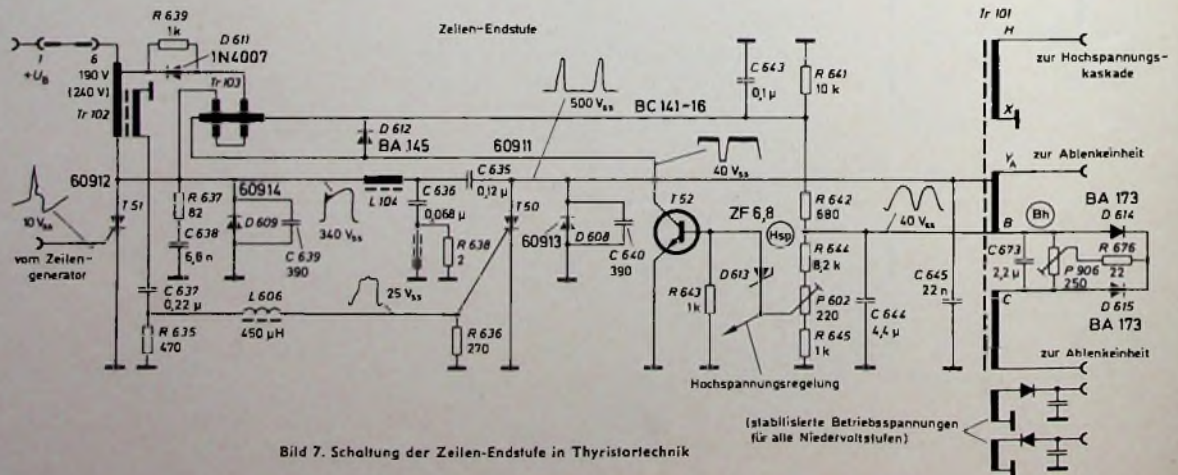 Zeilen-Endstufe
R 639
1k
D 611
1N4007
1
6
+U_B
190 V
(240 V)
Tr 102
Tr 103
500 V_SS
C 643
0,1 µ
R 641
10 k
BC 141-16
D 612
BA 145
60911
C 635
0,12 µ
40 V_SS
60912
T 51
10 V_SS
vom Zeilen-
generator
R 637
82
C 638
6,8 n
60914
D 609
C 639
390
340 V_SS
L 104
C 636
0,068 µ
R 638
2
T 50
60913
D 608
C 640
390
T 52
ZF 6,8
Hsp
R 642
680
R 644
8,2 k
40 V_SS
D 613
P 602
220
R 643
1k
R 645
1 k
C 644
4,4 µ
C 645
22 n
C 637
0,22 µ
L 606
450 µH
25 V_SS
R 635
470
R 636
270
Hochspannungsregelung
Tr 101
H
zur Hochspannungs-
kaskade
X
Y_A
zur Ablenkeinheit
B
Bh
BA 173
D 614
C 673
2,2 µ
R 676
22
P 906
250
C
D 615
BA 173
zur Ablenkeinheit
(stabilisierte Betriebsspannungen
für alle Niedervoltstufen)
Bild 7. Schaltung der Zeilen-Endstufe in Thyristortechnik